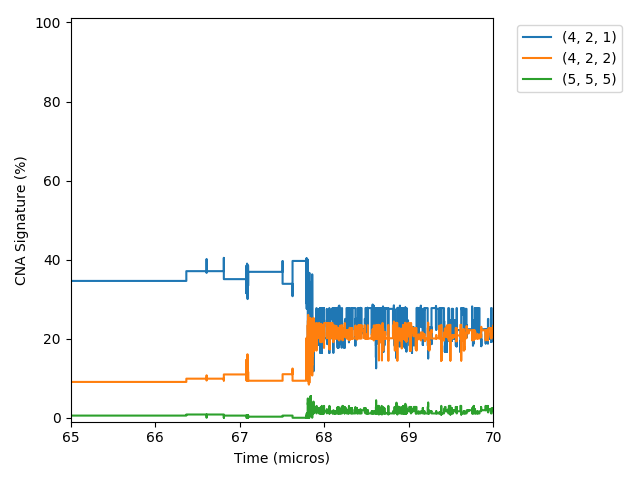 100
80
60
40
20
0
CNA Signature (%)
65 66 67 68 69 70
Time (micros)
(4, 2, 1)
(4, 2, 2)
(5, 5, 5)